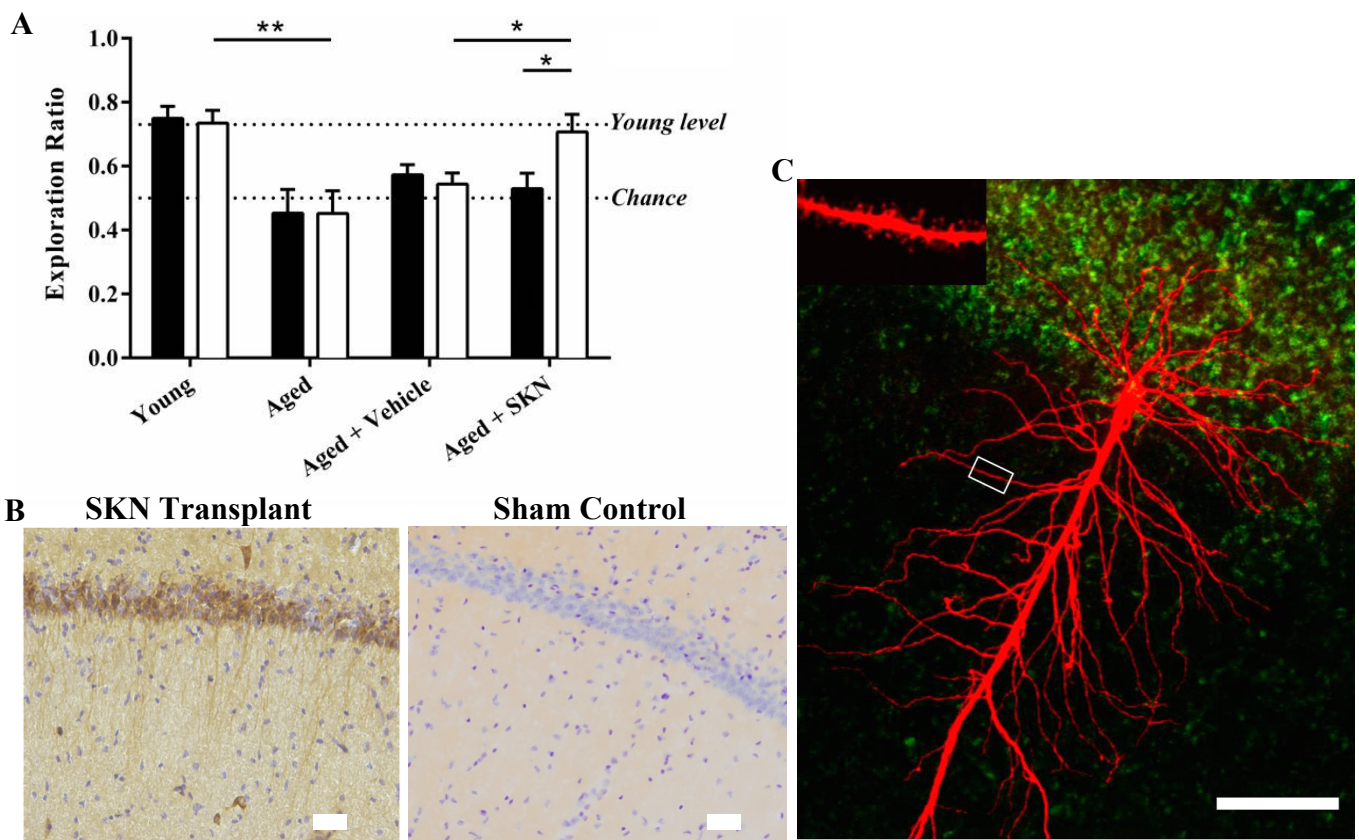 A
**
*
*
1.0
0.8
0.6
0.4
0.2
0.0
Exploration Ratio
Young level
Chance
Young
Aged
Aged + Vehicle
Aged + SKN
B
SKN Transplant
Sham Control
C